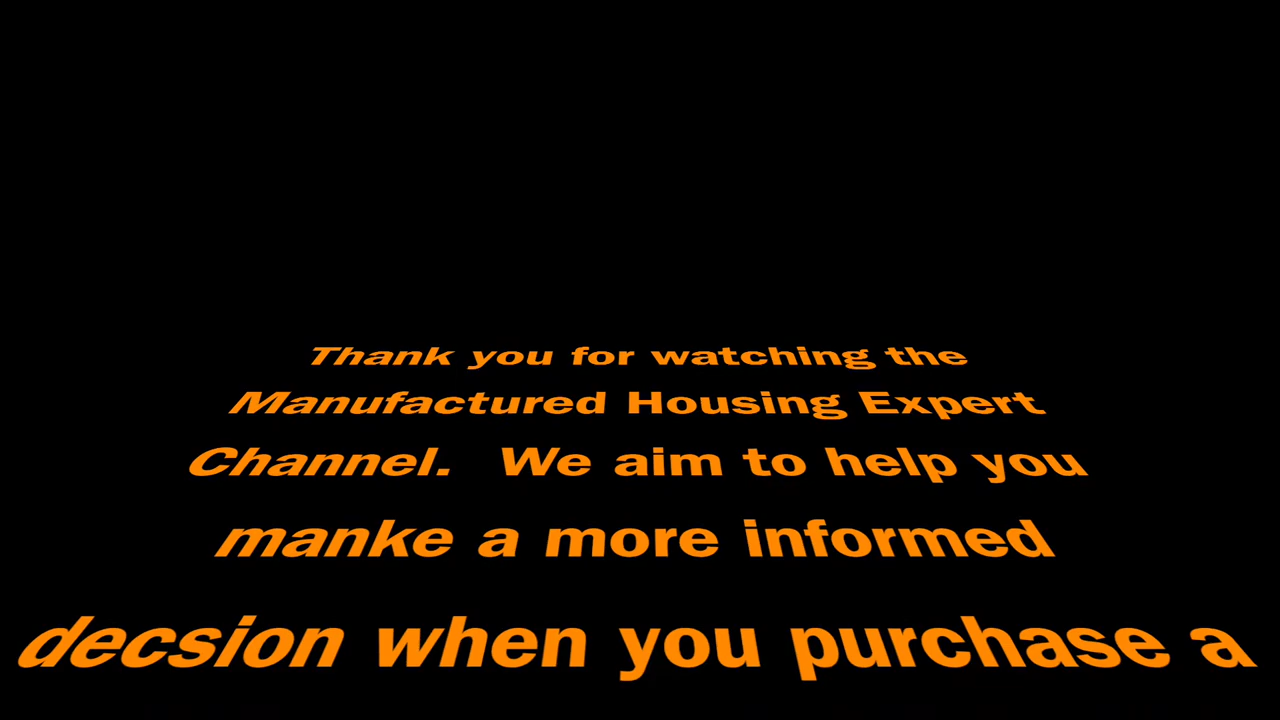 Thank you for watching the
Manufactured Housing Expert
Channel. We aim to help you
manke a more informed
decsion when you purchase a